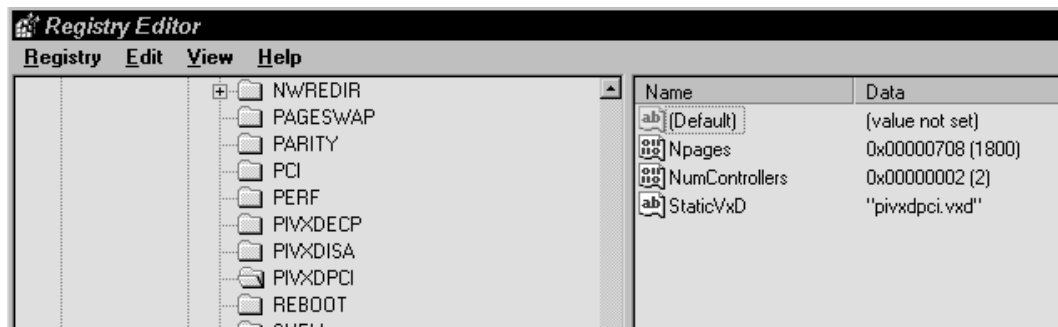 Registry Editor
Registry Edit View Help
NWREDIR
PAGESWAP
PARITY
PCI
PERF
PIVXDECP
PIVXDISA
PIVXDPCI
REBOOT
Name Data
(Default) (value not set)
Npages 0x00000708 (1800)
NumControllers 0x00000002 (2)
StaticVxD "pivxdpci.vxd"